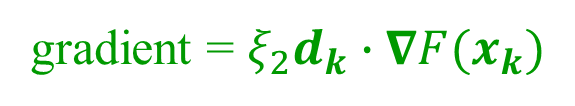 gradient = ξ₂𝒅ₖ · ∇F(𝒙ₖ)